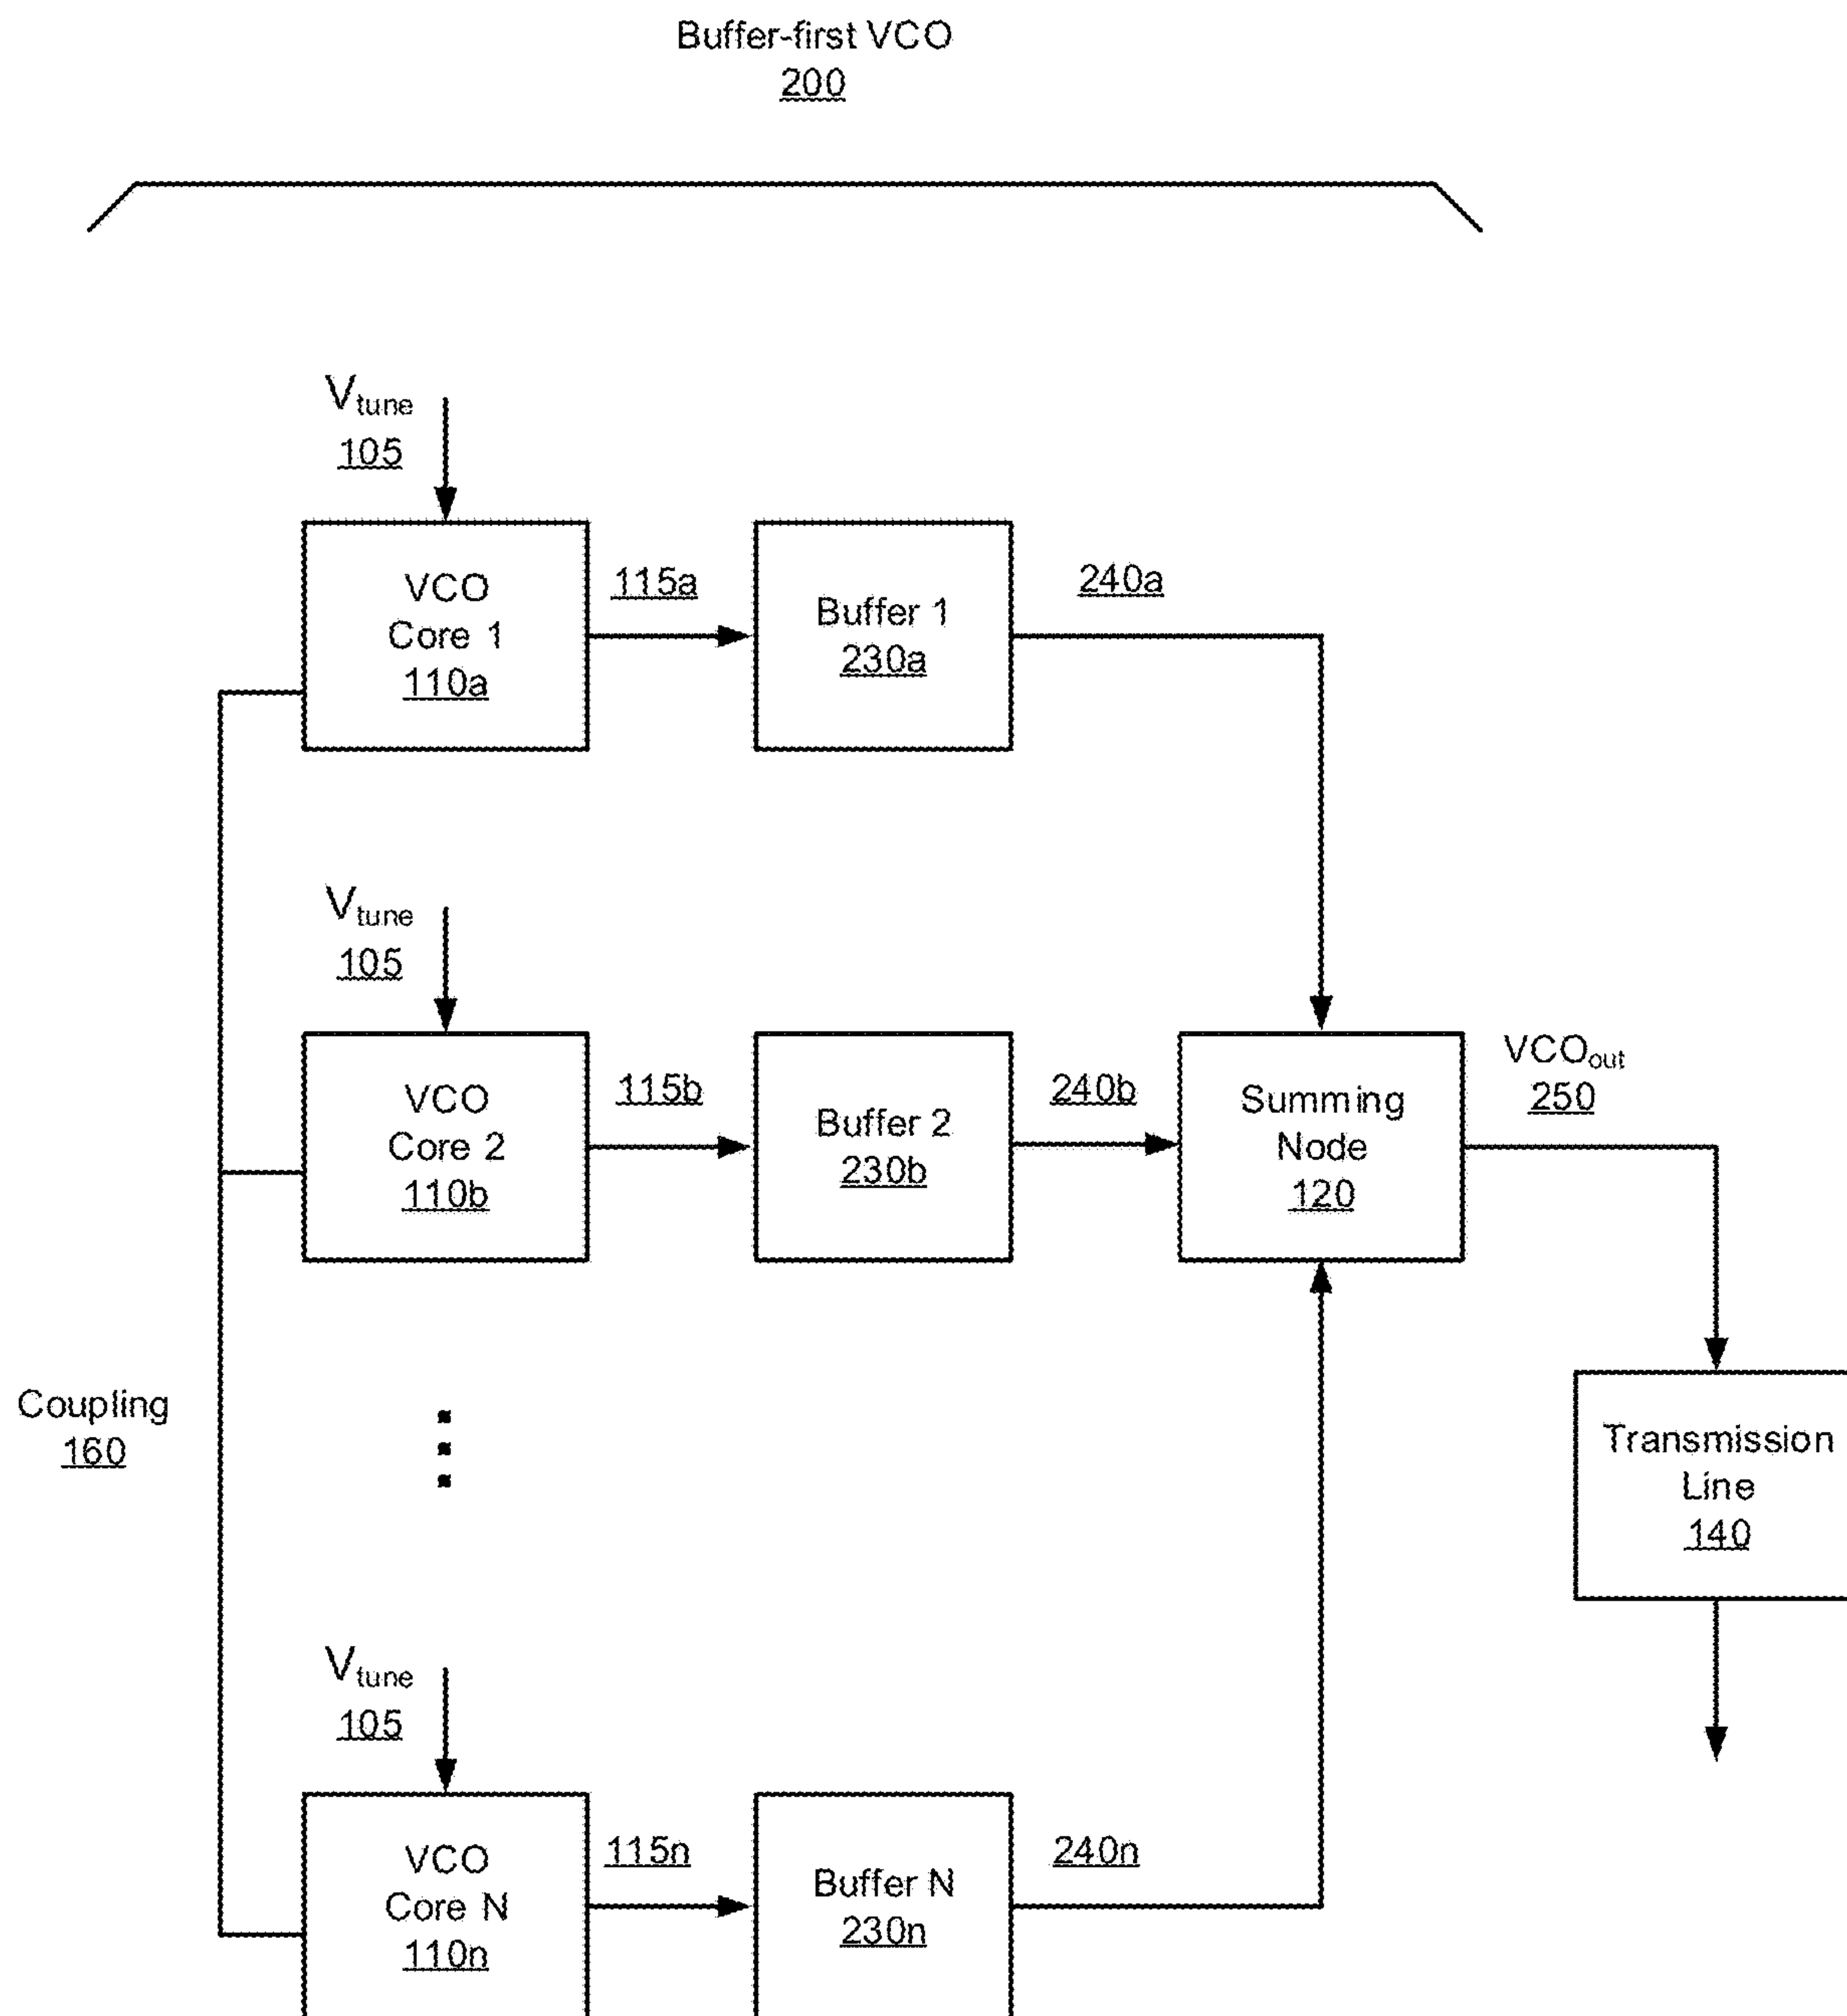 Buffer-first VCO
200
Vtune
105
VCO
Core 1
110a
115a
Buffer 1
230a
240a
Vtune
105
VCO
Core 2
110b
115b
Buffer 2
230b
240b
Summing
Node
120
VCOout
250
Coupling
160
Transmission
Line
140
Vtune
105
VCO
Core N
110n
115n
Buffer N
230n
240n